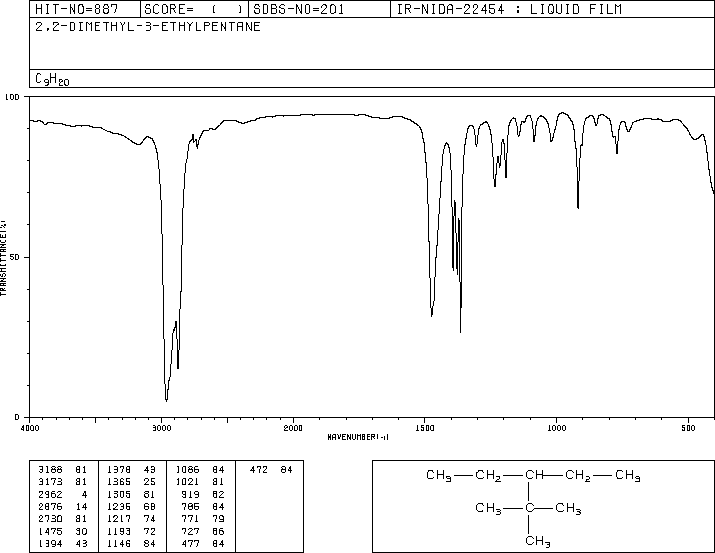 HIT-NO=887 SCORE= ( ) SDBS-NO=201 IR-NIDA-22454 : LIQUID FILM
2,2-DIMETHYL-3-ETHYLPENTANE
C9H20
100
50
0
TRANSMITTANCE(%)
4000 3000 2000 1500 1000 500
WAVENUMBER(-1)
3188 81 1378 43 1086 84 472 84
3173 81 1365 25 1021 81
2962 4 1305 81 919 62
2876 14 1236 68 786 84
2730 81 1217 74 771 79
1475 30 1193 72 727 86
1394 43 1146 84 477 84
CH3 CH2 CH CH2 CH3
CH3 C CH3
CH3